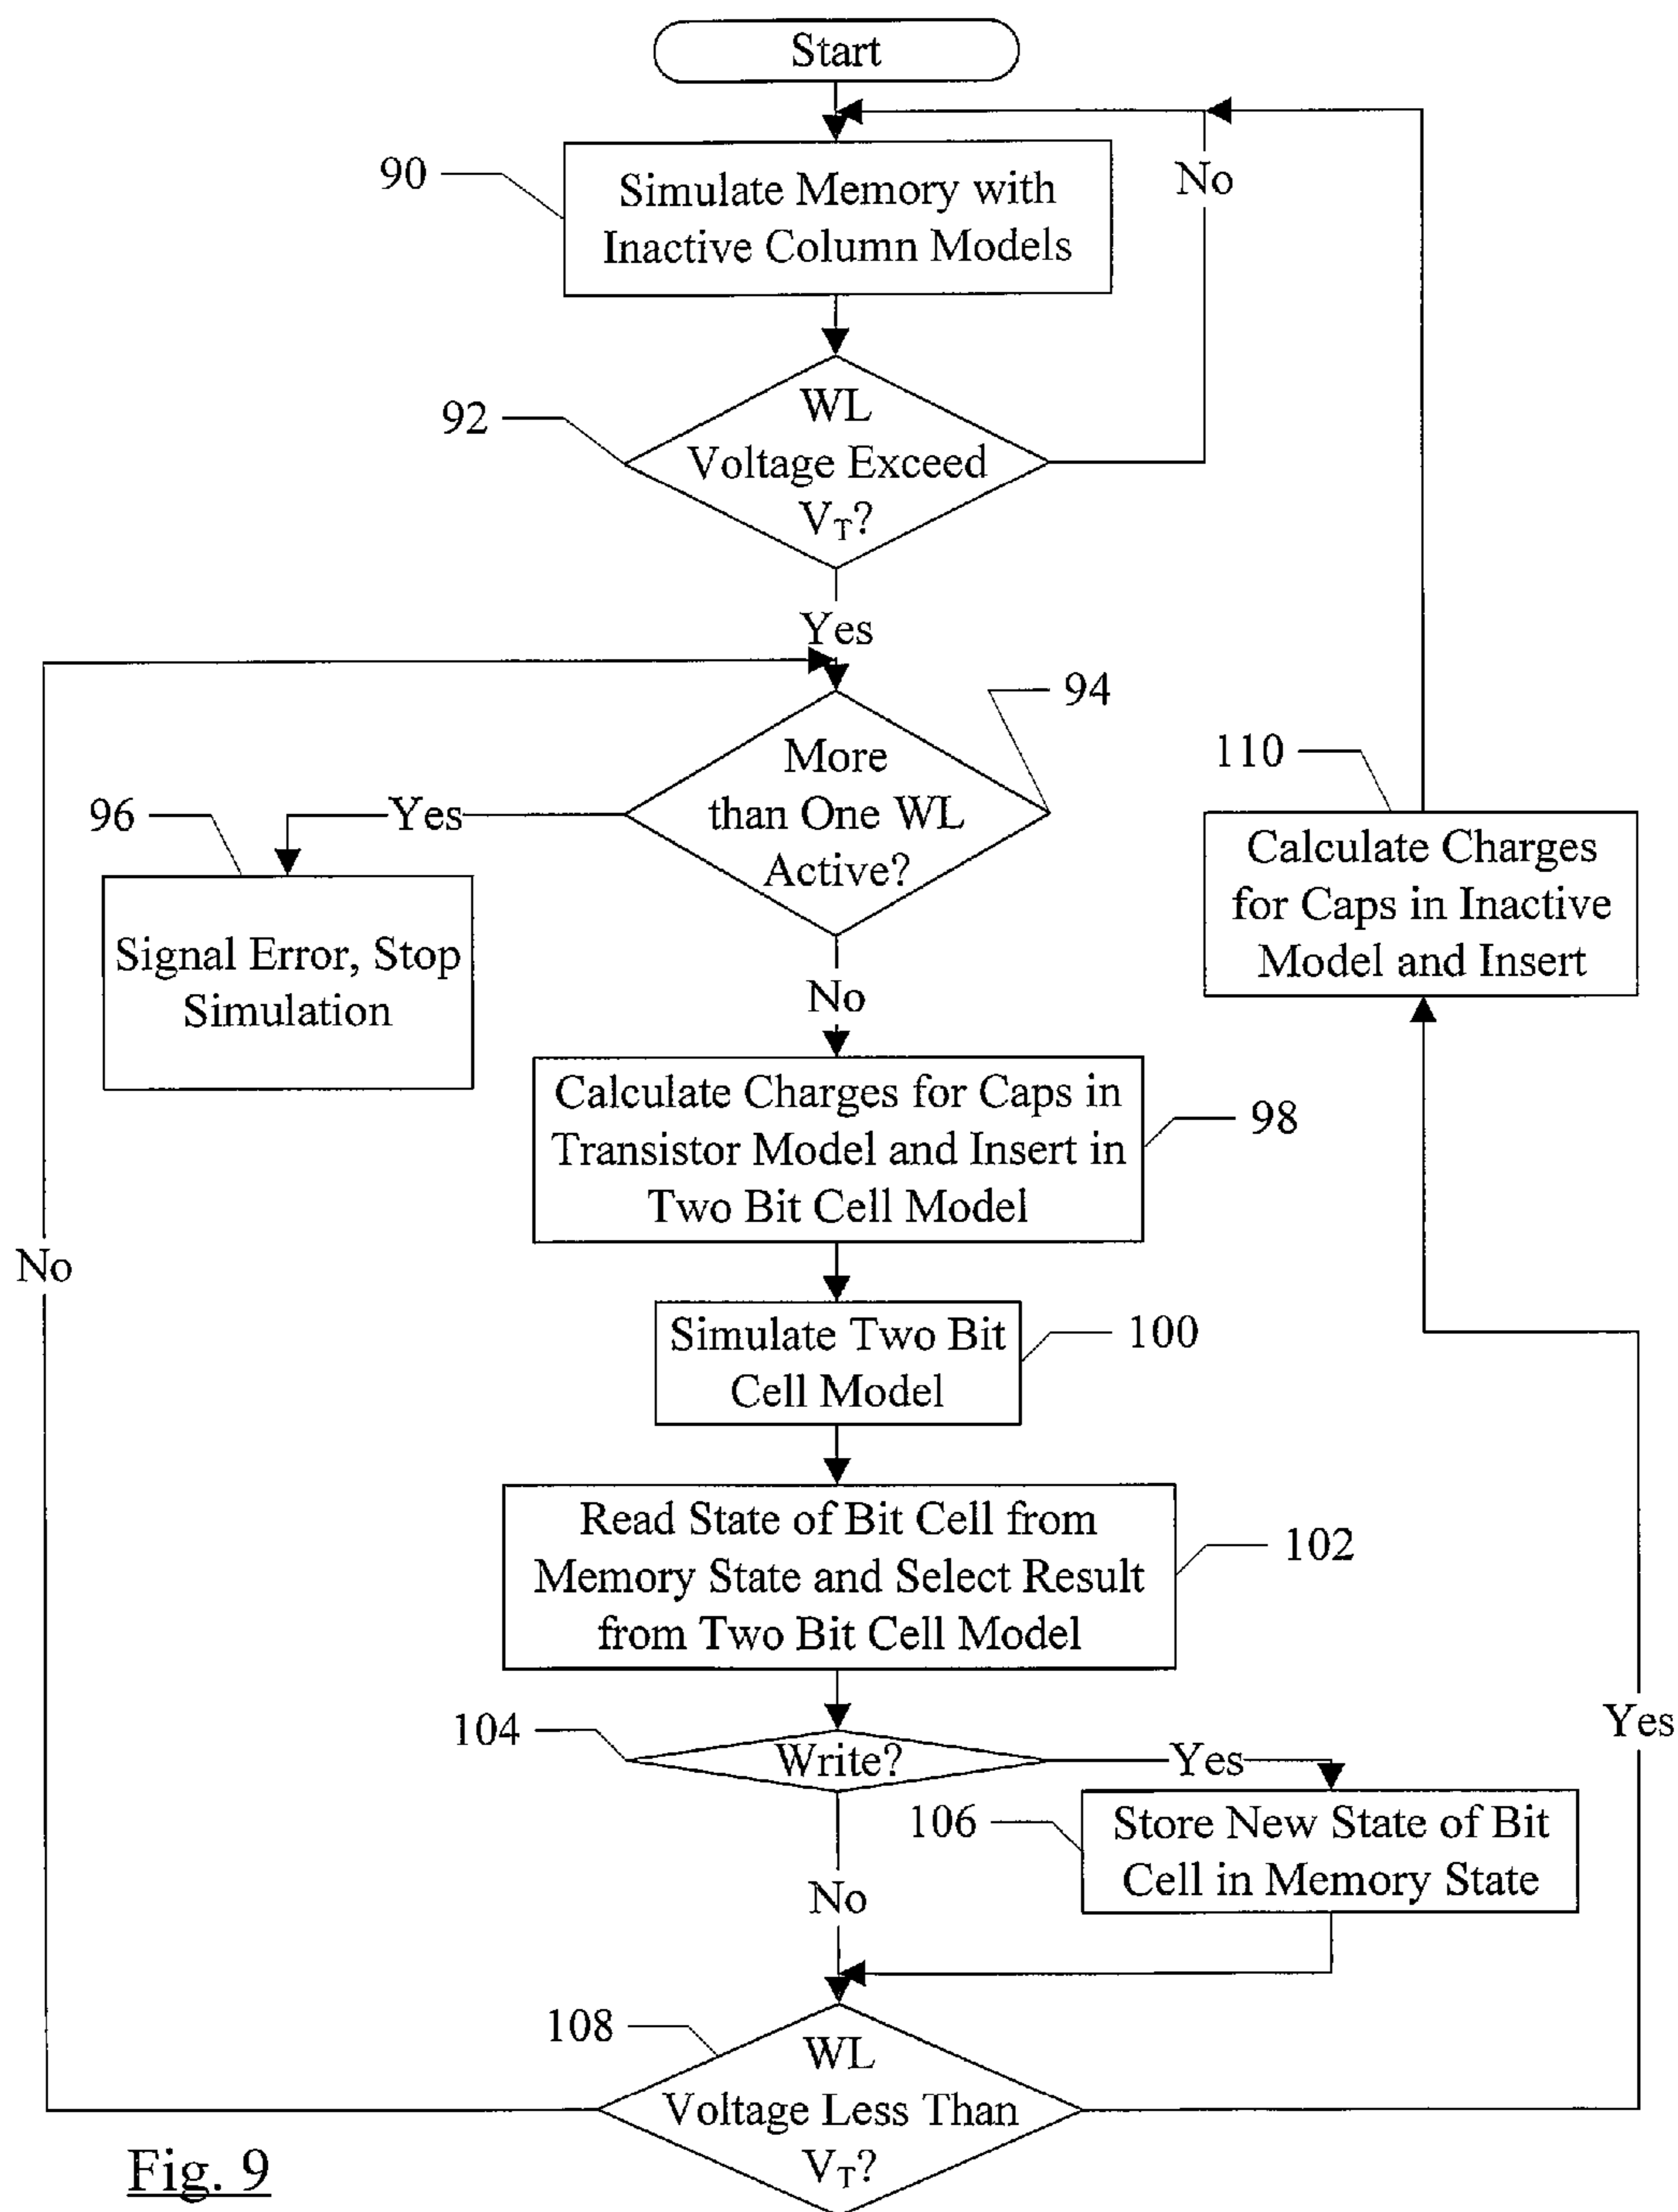 Start
90
Simulate Memory with
Inactive Column Models
No
92
WL
Voltage Exceed
VT?
Yes
94
More
than One WL
Active?
96
Yes
Signal Error, Stop
Simulation
110
Calculate Charges
for Caps in Inactive
Model and Insert
No
Calculate Charges for Caps in
Transistor Model and Insert in
Two Bit Cell Model
98
No
Simulate Two Bit
Cell Model
100
Read State of Bit Cell from
Memory State and Select Result
from Two Bit Cell Model
102
104
Write?
Yes
Yes
106
Store New State of Bit
Cell in Memory State
No
108
WL
Voltage Less Than
VT?
Fig. 9